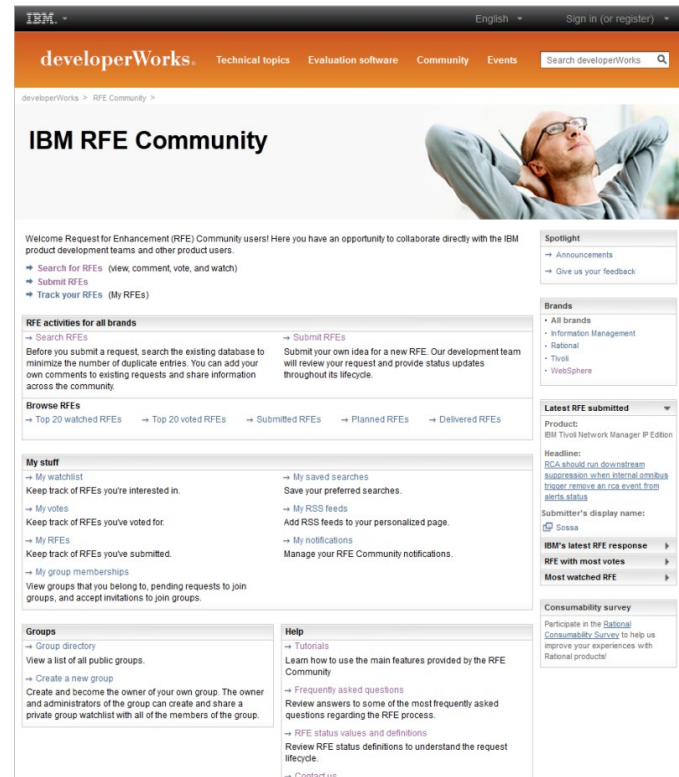 IBM.
English
Sign in (or register)
developerWorks.
Technical topics
Evaluation software
Community
Events
Search developerWorks
developerWorks > RFE Community >
IBM RFE Community
Welcome Request for Enhancement (RFE) Community users! Here you have an opportunity to collaborate directly with the IBM
product development teams and other product users.
Search for RFEs (view, comment, vote, and watch)
Submit RFEs
Track your RFEs (My RFEs)
RFE activities for all brands
→ Search RFEs
Before you submit a request, search the existing database to
minimize the number of duplicate entries. You can add your
own comments to existing requests and share information
across the community.
→ Submit RFEs
Submit your own idea for a new RFE. Our development team
will review your request and provide status updates
throughout its lifecycle.
Browse RFEs
→ Top 20 watched RFEs → Top 20 voted RFEs → Submitted RFEs → Planned RFEs → Delivered RFEs
My stuff
→ My watchlist
Keep track of RFEs you're interested in.
→ My votes
Keep track of RFEs you've voted for.
→ My RFEs
Keep track of RFEs you've submitted.
→ My group memberships
View groups that you belong to, pending requests to join
groups, and accept invitations to join groups.
→ My saved searches
Save your preferred searches.
→ My RSS feeds
Add RSS feeds to your personalized page.
→ My notifications
Manage your RFE Community notifications.
Groups
→ Group directory
View a list of all public groups.
→ Create a new group
Create and become the owner of your own group. The owner
and administrators of the group can create and share a
private group watchlist with all of the members of the group.
Help
→ Tutorials
Learn how to use the main features provided by the RFE
Community
→ Frequently asked questions
Review answers to some of the most frequently asked
questions regarding the RFE process.
→ RFE status values and definitions
Review RFE status definitions to understand the request
lifecycle.
→ Contact us
Spotlight
→ Announcements
→ Give us your feedback
Brands
· All brands
· Information Management
· Rational
· Tivoli
· WebSphere
Latest RFE submitted
Product:
IBM Tivoli Network Manager IP Edition
Headline:
RCA should run downstream
suppression when internal omnibus
trigger remove an rca event from
alerts.status
Submitter's display name:
Sossa
IBM's latest RFE response
RFE with most votes
Most watched RFE
Consumability survey
Participate in the Rational
Consumability Survey to help us
improve your experiences with
Rational products!